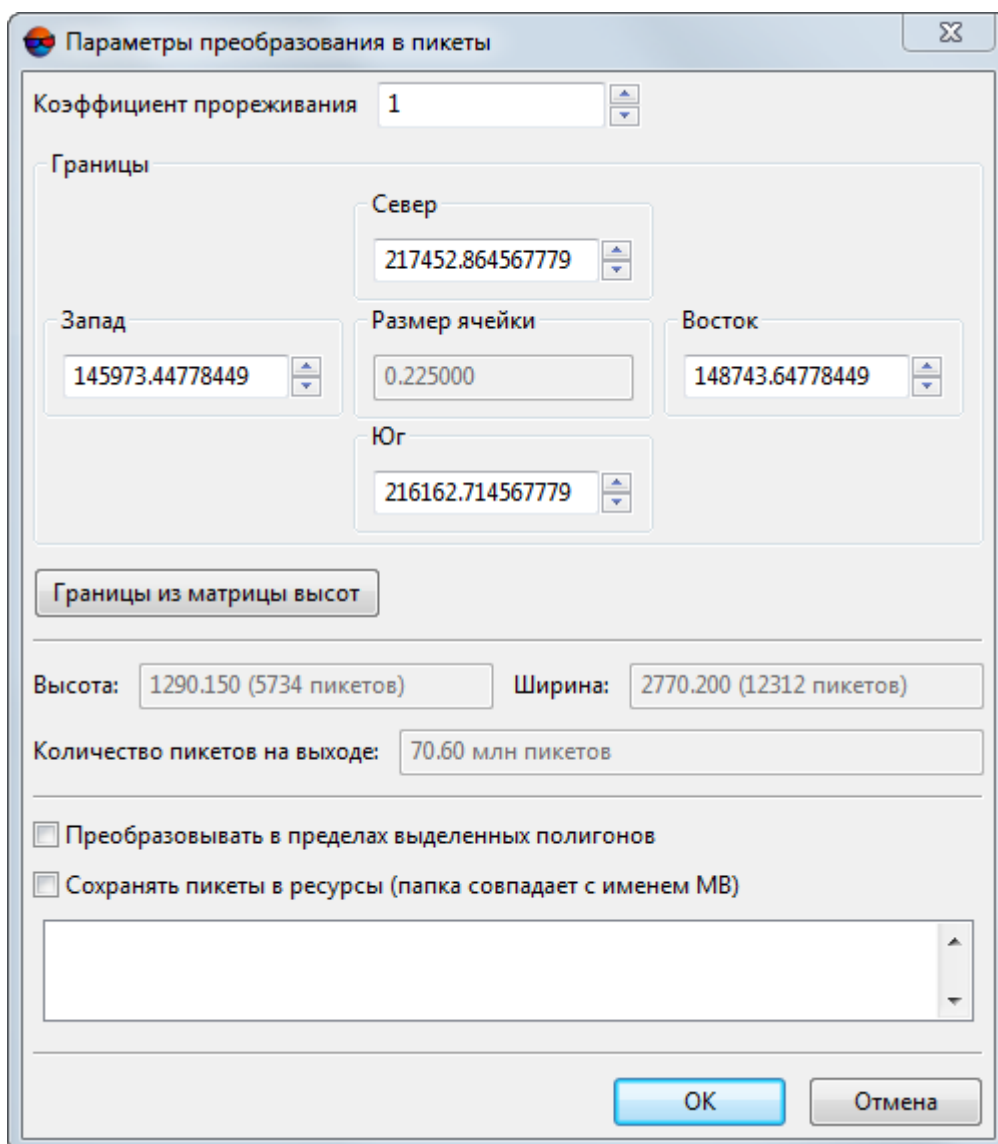 Параметры преобразования в пикеты
Коэффициент прореживания 1
Границы
Север
217452.864567779
Запад Размер ячейки Восток
145973.44778449 0.225000 148743.64778449
Юг
216162.714567779
Границы из матрицы высот
Высота: 1290.150 (5734 пикетов) Ширина: 2770.200 (12312 пикетов)
Количество пикетов на выходе: 70.60 млн пикетов
Преобразовывать в пределах выделенных полигонов
Сохранять пикеты в ресурсы (папка совпадает с именем МВ)
OK Отмена